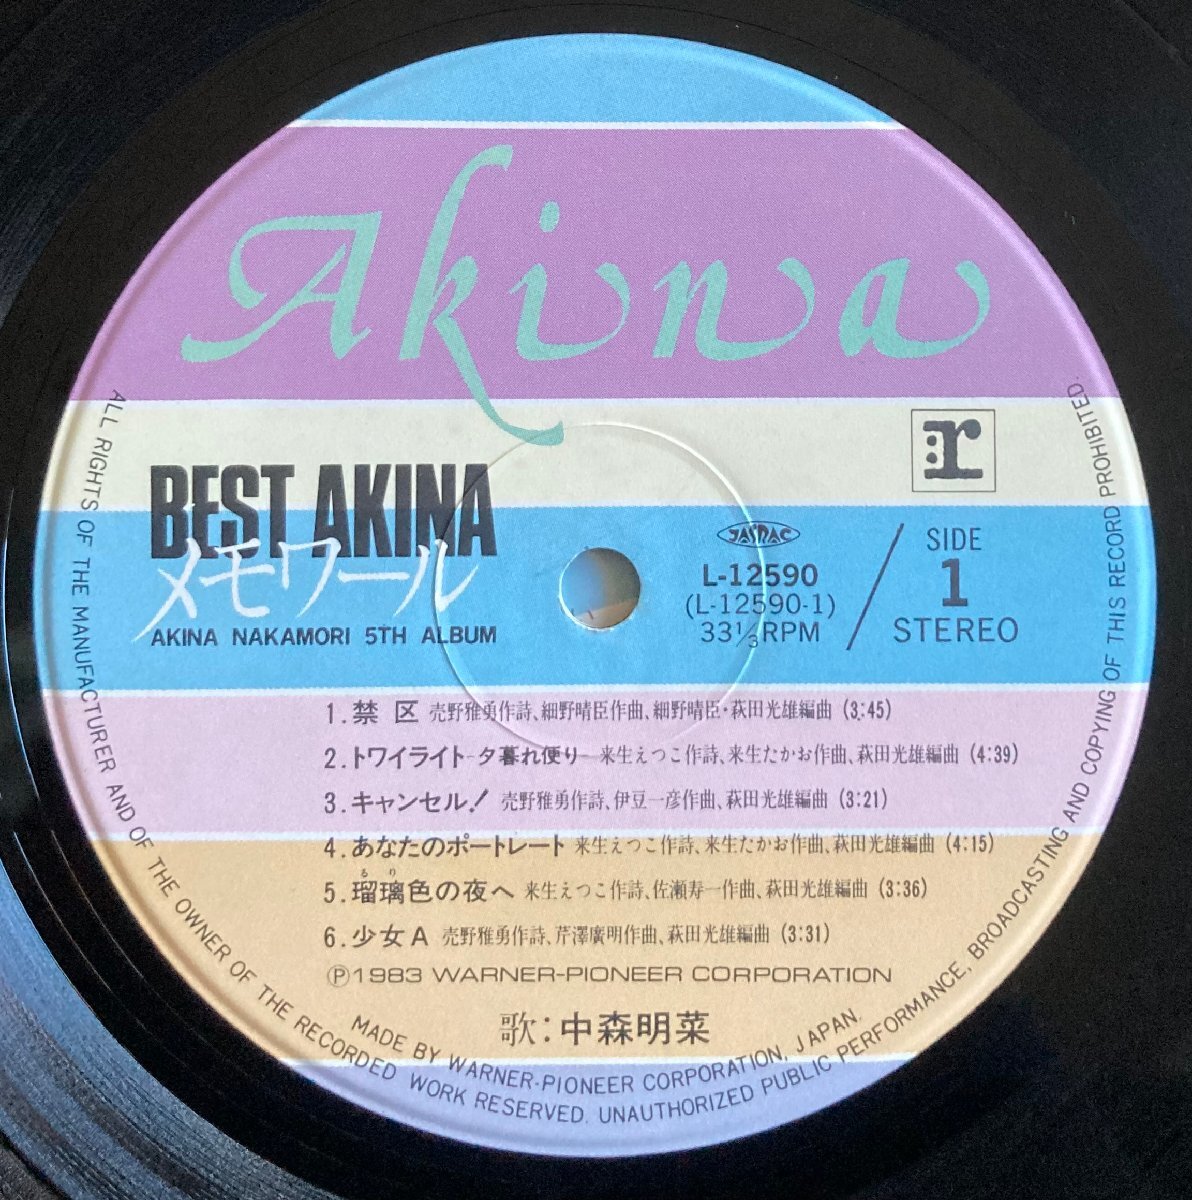 Akina
r
BEST AKINA
メモワール
AKINA NAKAMORI 5TH ALBUM
JASRAC
L-12590
(L-12590-1)
33⅓RPM
SIDE
1
STEREO
1. 禁区 売野雅勇作詩、細野晴臣作曲、細野晴臣・萩田光雄編曲 (3:45)
2. トワイライト-夕暮れ便り- 来生えつこ作詩、来生たかお作曲、萩田光雄編曲 (4:39)
3. キャンセル! 売野雅勇作詩、伊豆一彦作曲、萩田光雄編曲 (3:21)
4. あなたのポートレート 来生えつこ作詩、来生たかお作曲、萩田光雄編曲 (4:15)
るり
5. 瑠璃色の夜へ 来生えつこ作詩、佐瀬寿一作曲、萩田光雄編曲 (3:36)
6. 少女A 売野雅勇作詩、芹澤廣明作曲、萩田光雄編曲 (3:31)
Ⓟ1983 WARNER-PIONEER CORPORATION
歌:中森明菜
MADE BY WARNER-PIONEER CORPORATION, JAPAN.
ALL RIGHTS OF THE MANUFACTURER AND OF THE OWNER OF THE RECORDED WORK RESERVED. UNAUTHORIZED PUBLIC PERFORMANCE, BROADCASTING AND COPYING OF THIS RECORD PROHIBITED.